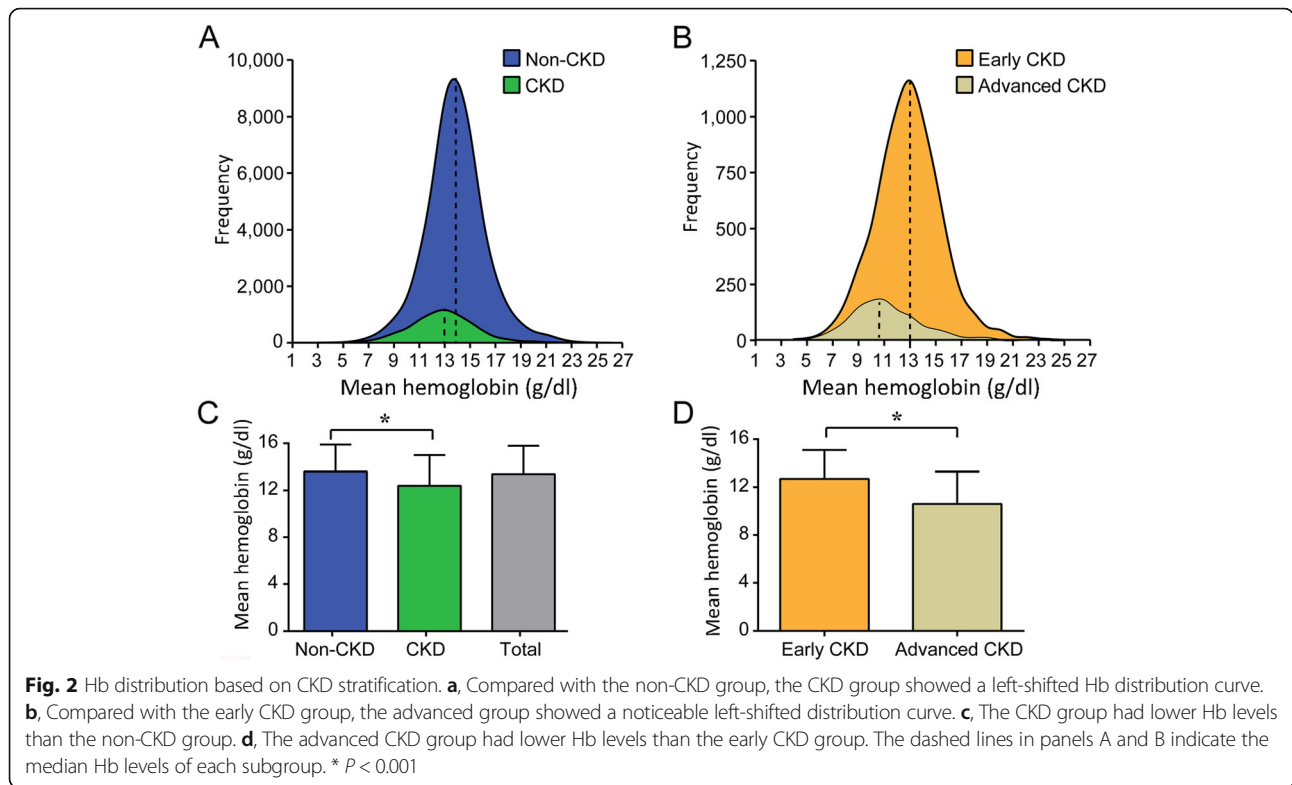 A
Non-CKD
CKD
10,000
8,000
6,000
4,000
2,000
0
Frequency
1 3 5 7 9 11 13 15 17 19 21 23 25 27
Mean hemoglobin (g/dl)
B
Early CKD
Advanced CKD
1,250
1,000
750
500
250
0
Frequency
1 3 5 7 9 11 13 15 17 19 21 23 25 27
Mean hemoglobin (g/dl)
C
*
16
12
8
4
0
Mean hemoglobin (g/dl)
Non-CKD CKD Total
D
*
16
12
8
4
0
Mean hemoglobin (g/dl)
Early CKD Advanced CKD
Fig. 2 Hb distribution based on CKD stratification. a, Compared with the non-CKD group, the CKD group showed a left-shifted Hb distribution curve.
b, Compared with the early CKD group, the advanced group showed a noticeable left-shifted distribution curve. c, The CKD group had lower Hb levels
than the non-CKD group. d, The advanced CKD group had lower Hb levels than the early CKD group. The dashed lines in panels A and B indicate the
median Hb levels of each subgroup. * P < 0.001